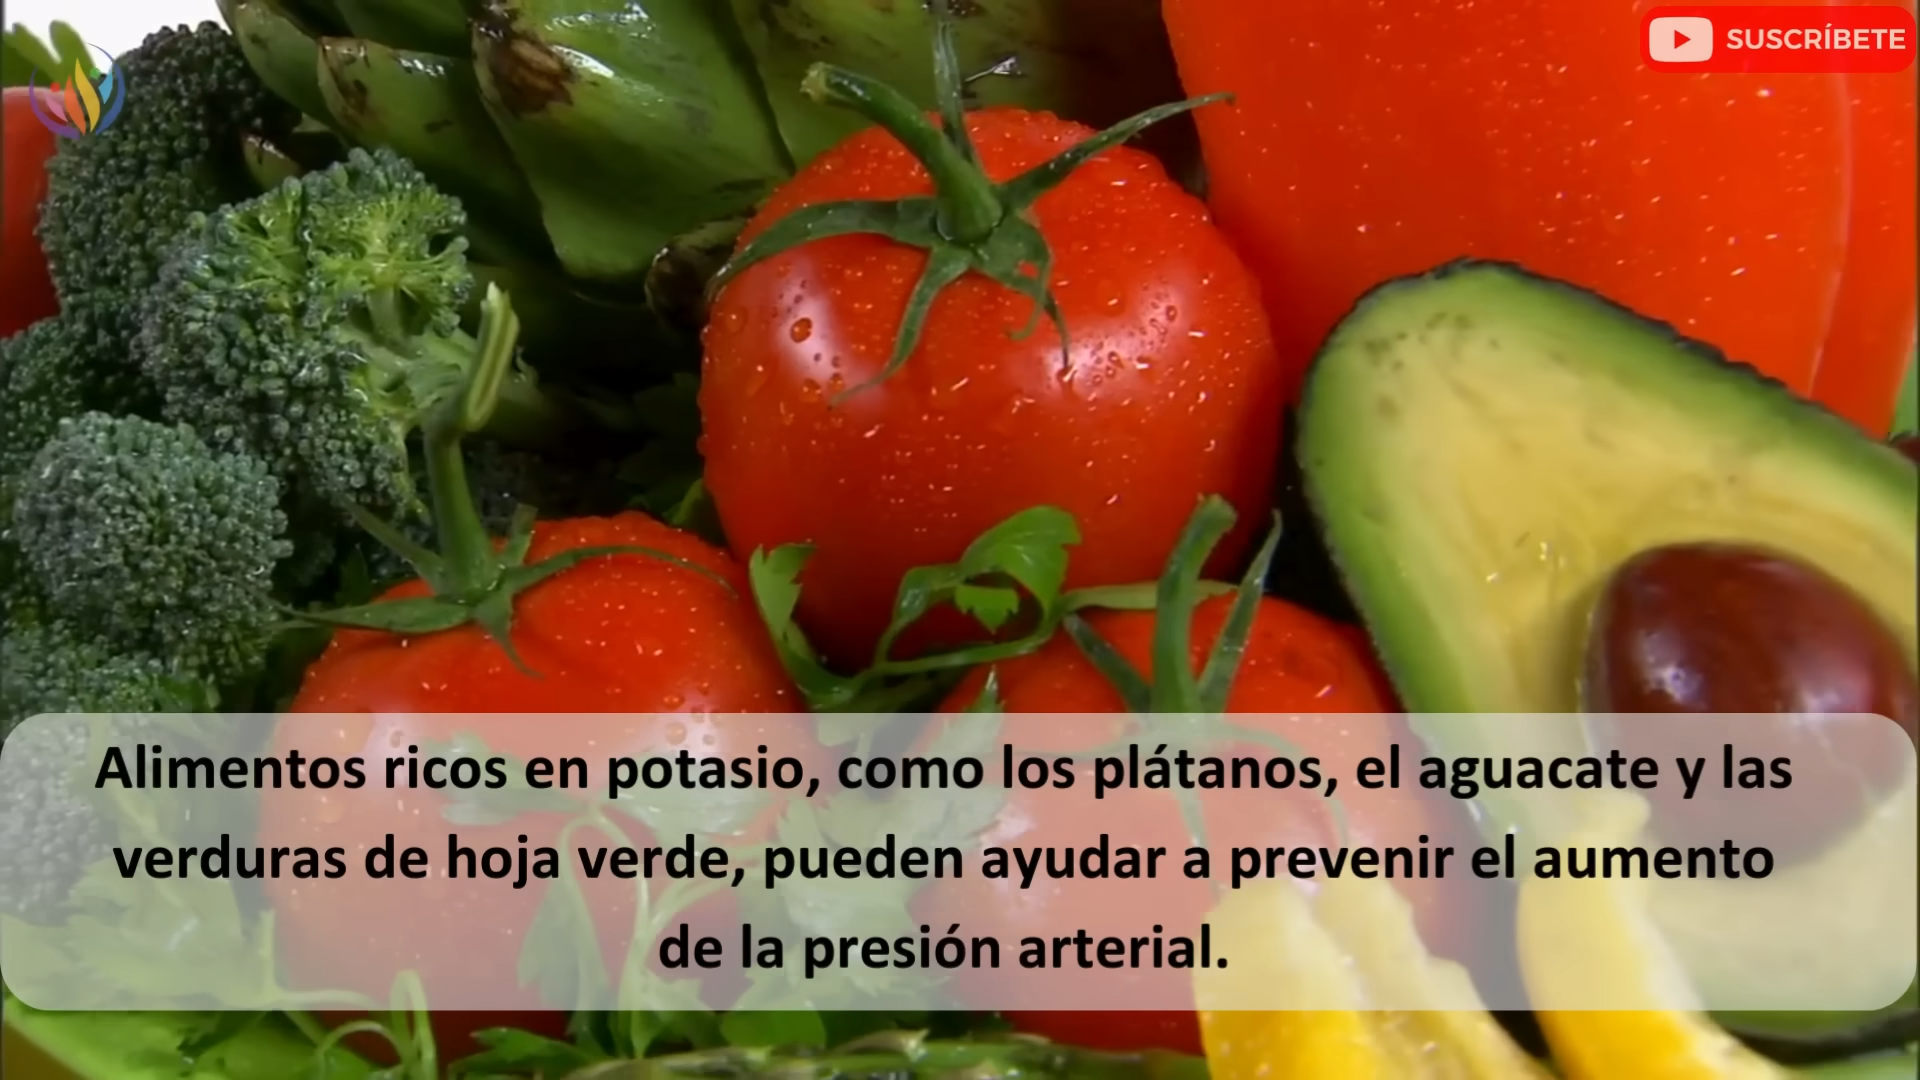 SUSCRÍBETE
Alimentos ricos en potasio, como los plátanos, el aguacate y las
verduras de hoja verde, pueden ayudar a prevenir el aumento
de la presión arterial.